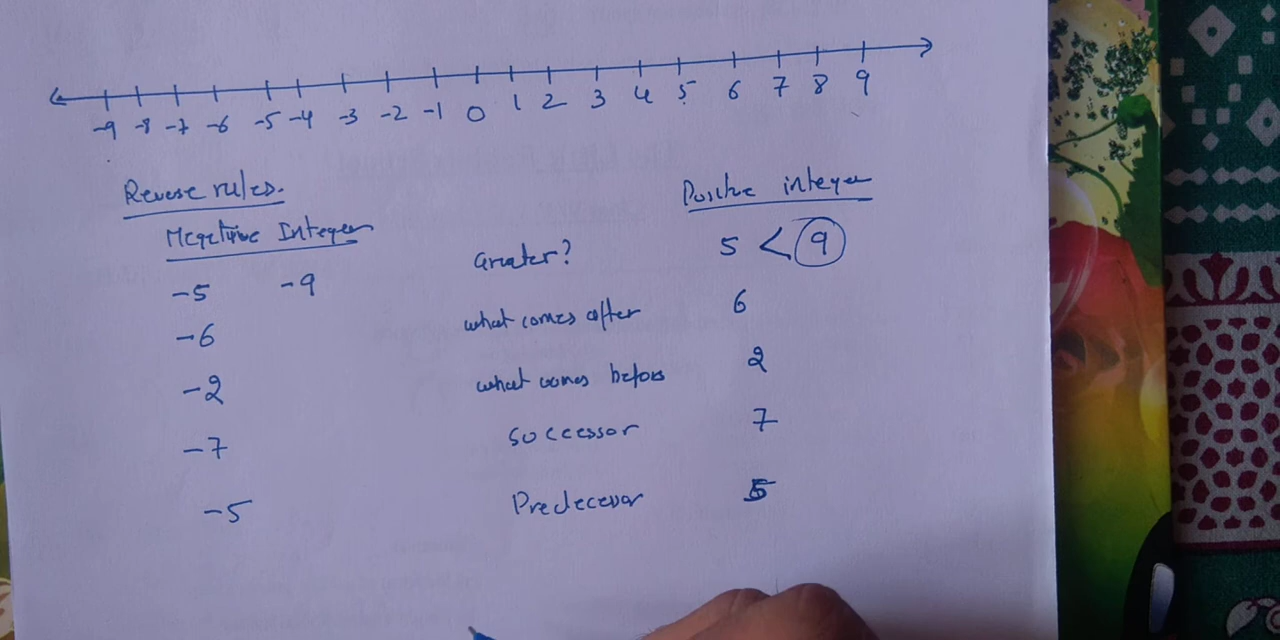 -9 -8 -7 -6 -5 -4 -3 -2 -1 0 1 2 3 4 5 6 7 8 9
Reverse rules. Positive integer
Negative Integer
Greater? 5 < 9
-5 -9
what comes after 6
-6
what comes before 2
-2
successor 7
-7
Predecessor 5
-5